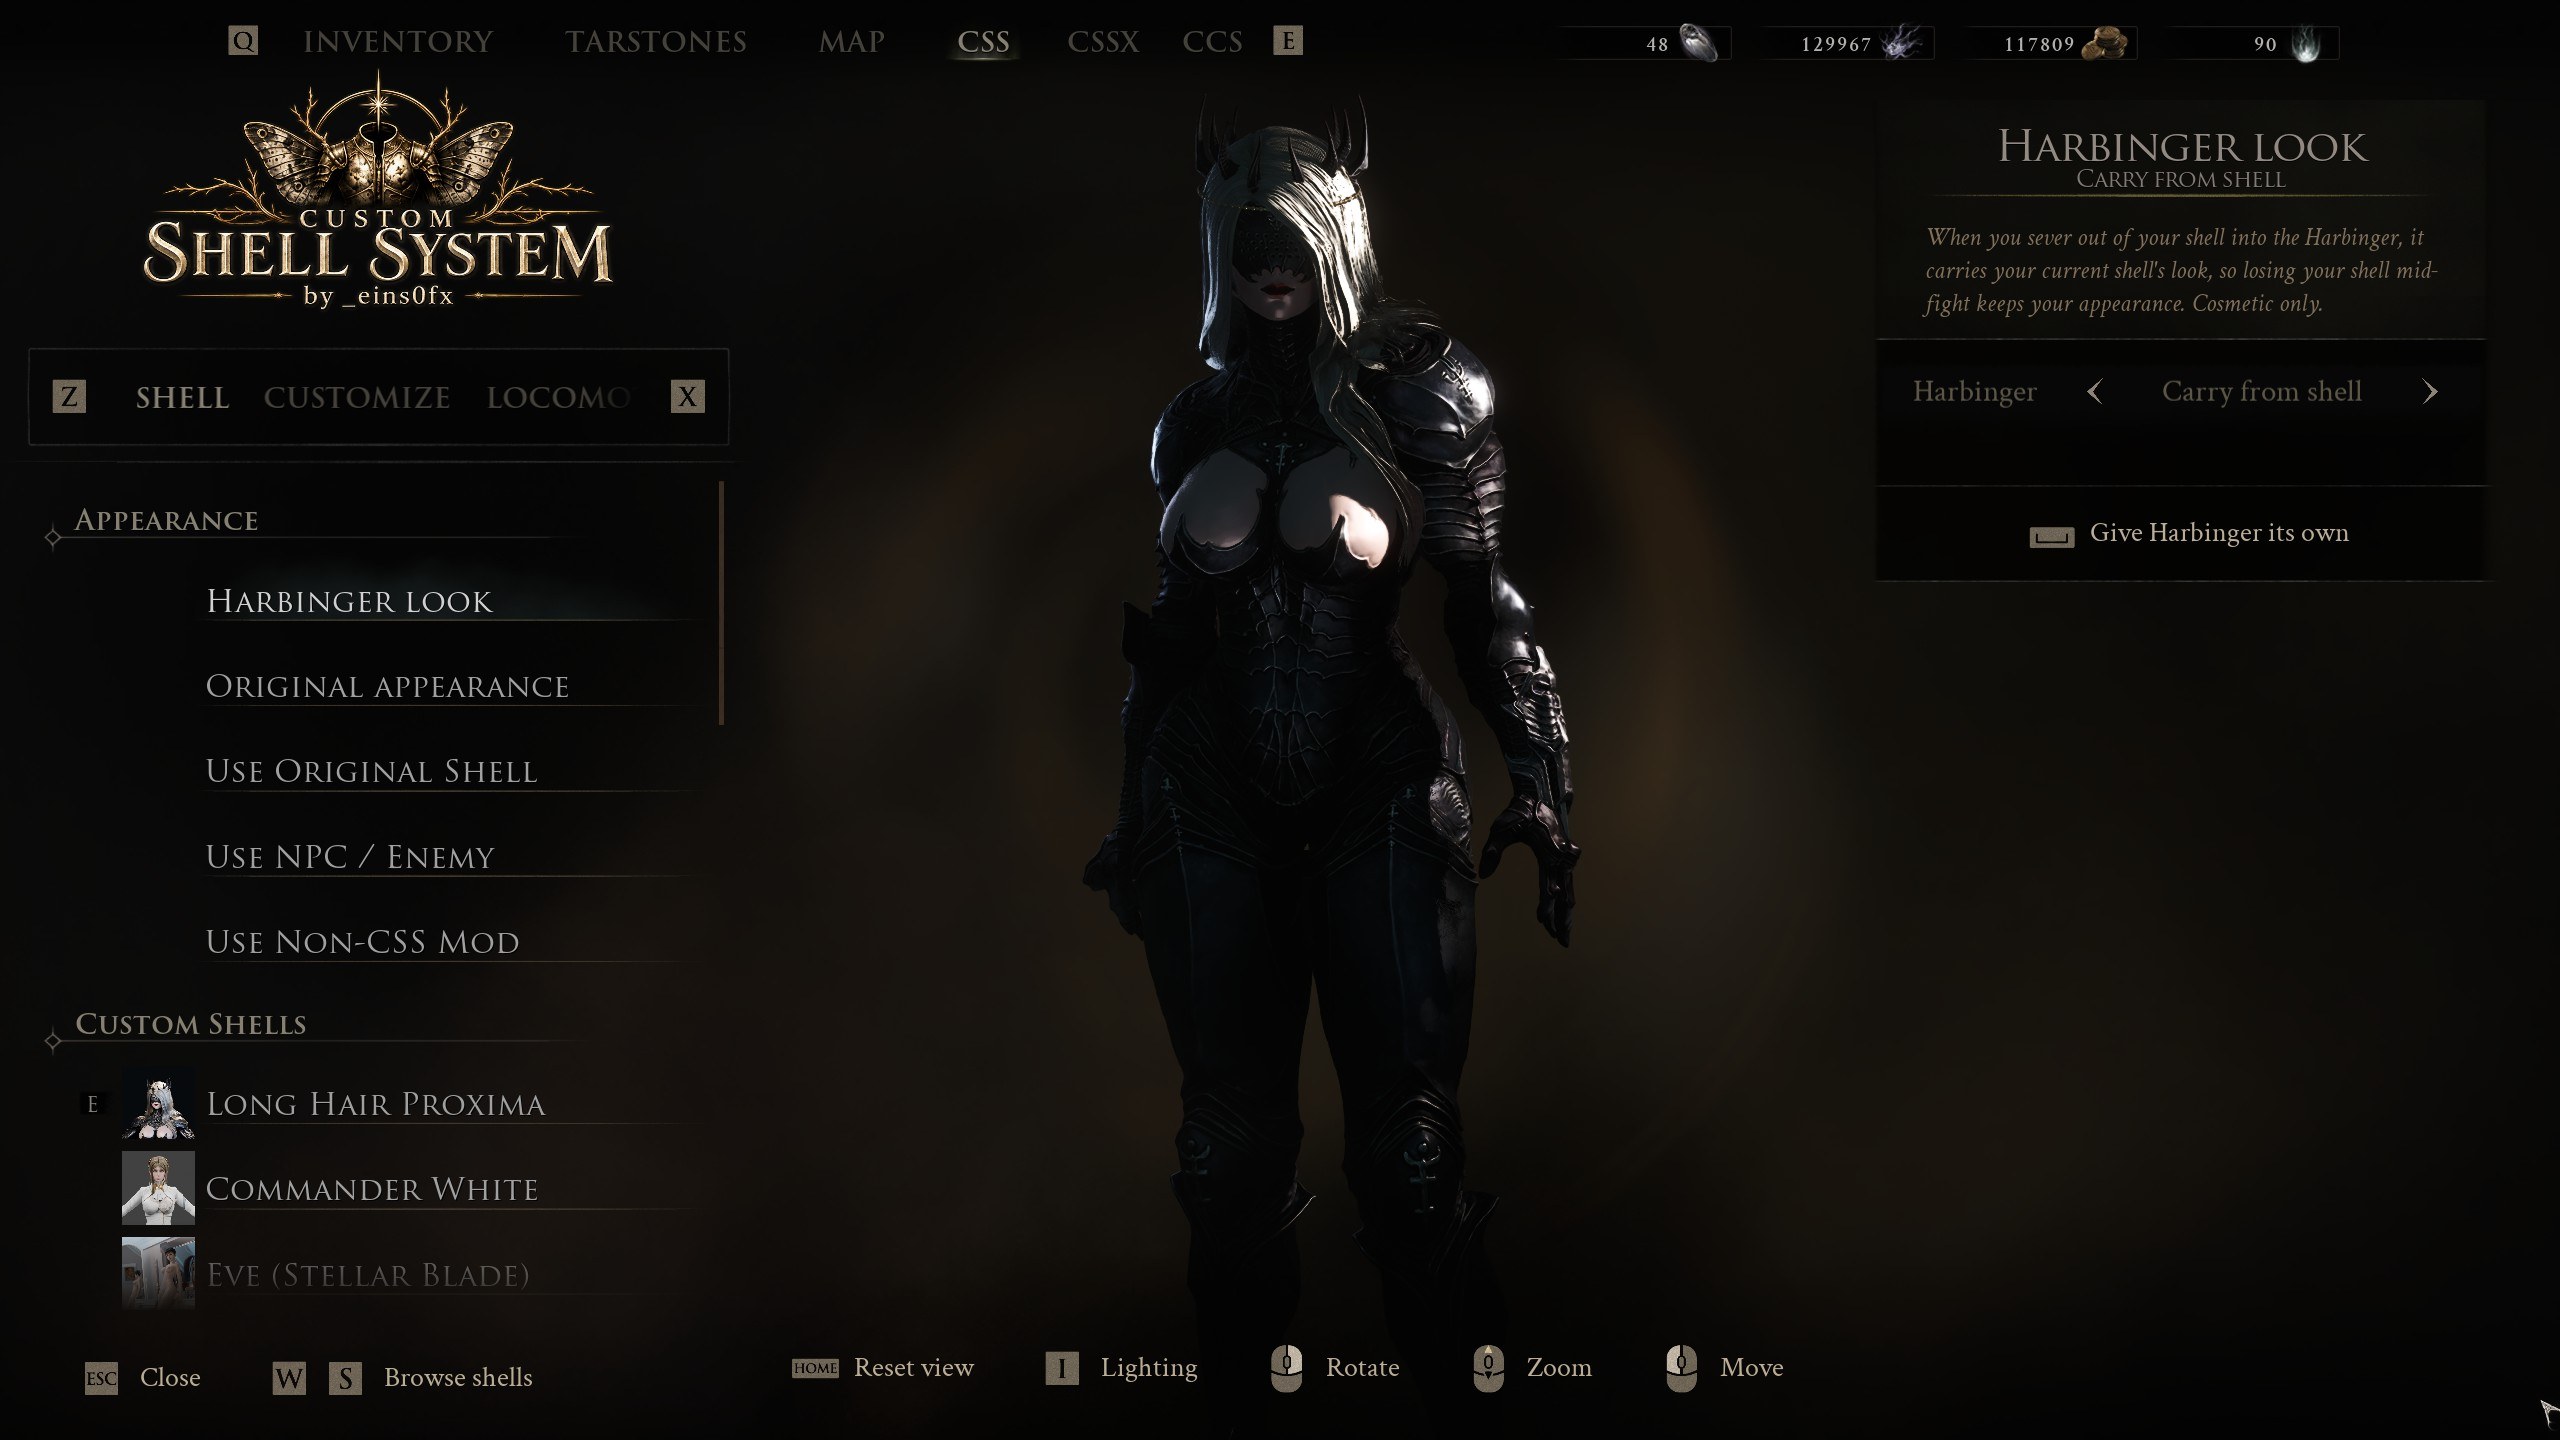 Q INVENTORY TARSTONES MAP CSS CSSX CCS E
48 129967 117809 90
CUSTOM
SHELL SYSTEM
by _eins0fx
Z SHELL CUSTOMIZE LOCOMO X
APPEARANCE
HARBINGER LOOK
ORIGINAL APPEARANCE
USE ORIGINAL SHELL
USE NPC / ENEMY
USE NON-CSS MOD
CUSTOM SHELLS
E LONG HAIR PROXIMA
COMMANDER WHITE
EVE (STELLAR BLADE)
HARBINGER LOOK
CARRY FROM SHELL
When you sever out of your shell into the Harbinger, it
carries your current shell's look, so losing your shell mid-
fight keeps your appearance. Cosmetic only.
Harbinger Carry from shell
Give Harbinger its own
ESC Close W S Browse shells
HOME Reset view I Lighting Rotate Zoom Move